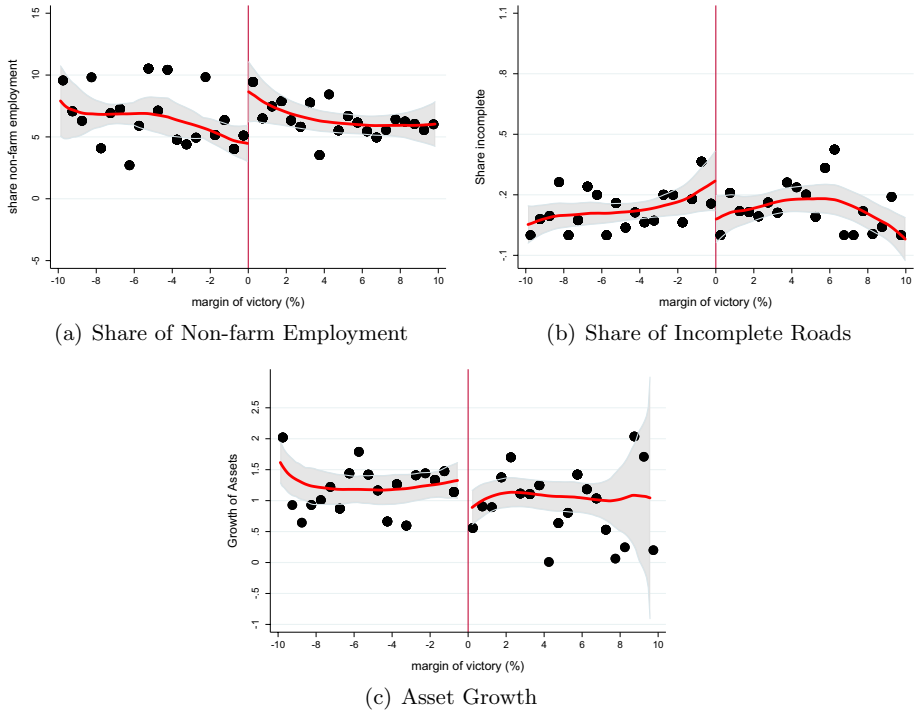 15
10
5
0
-5
share non-farm employment
-10 -8 -6 -4 -2 0 2 4 6 8 10
margin of victory (%)
(a) Share of Non-farm Employment
1.1
.8
.5
.2
-.1
Share incomplete
-10 -8 -6 -4 -2 0 2 4 6 8 10
margin of victory (%)
(b) Share of Incomplete Roads
2.5
2
1.5
1
.5
0
-.5
-1
Growth of Assets
-10 -8 -6 -4 -2 0 2 4 6 8 10
margin of victory (%)
(c) Asset Growth